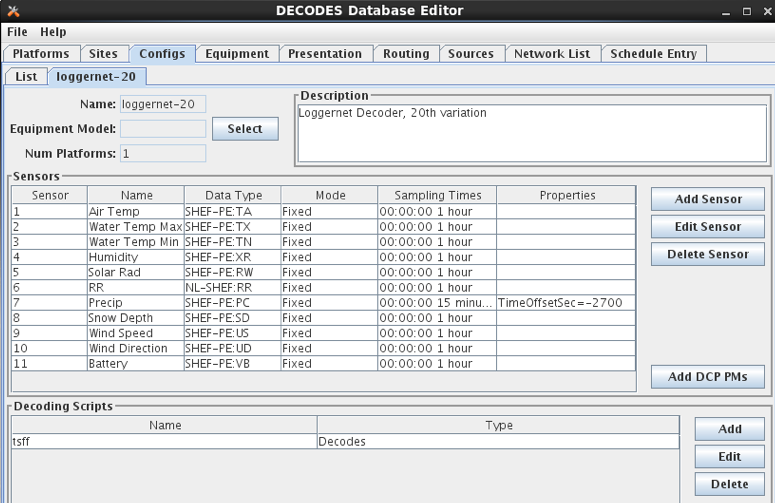 DECODES Database Editor
File Help
Platforms Sites Configs Equipment Presentation Routing Sources Network List Schedule Entry
List loggernet-20
Name: loggernet-20
Equipment Model: Select
Num Platforms: 1
Description
Loggernet Decoder, 20th variation
Sensors
Sensor Name Data Type Mode Sampling Times Properties
1 Air Temp SHEF-PE:TA Fixed 00:00:00 1 hour
2 Water Temp Max SHEF-PE:TX Fixed 00:00:00 1 hour
3 Water Temp Min SHEF-PE:TN Fixed 00:00:00 1 hour
4 Humidity SHEF-PE:XR Fixed 00:00:00 1 hour
5 Solar Rad SHEF-PE:RW Fixed 00:00:00 1 hour
6 RR NL-SHEF:RR Fixed 00:00:00 1 hour
7 Precip SHEF-PE:PC Fixed 00:00:00 15 minu... TimeOffsetSec=-2700
8 Snow Depth SHEF-PE:SD Fixed 00:00:00 1 hour
9 Wind Speed SHEF-PE:US Fixed 00:00:00 1 hour
10 Wind Direction SHEF-PE:UD Fixed 00:00:00 1 hour
11 Battery SHEF-PE:VB Fixed 00:00:00 1 hour
Add Sensor
Edit Sensor
Delete Sensor
Add DCP PMs
Decoding Scripts
Name Type
tsff Decodes
Add
Edit
Delete